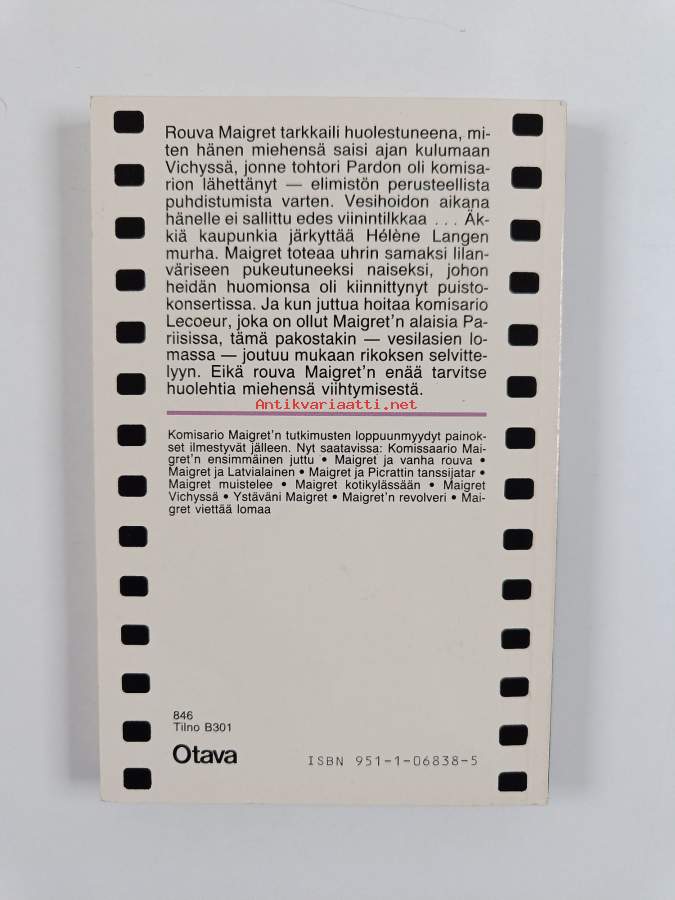 Rouva Maigret tarkkaili huolestuneena, mi-
ten hänen miehensä saisi ajan kulumaan
Vichyssä, jonne tohtori Pardon oli komisa-
rion lähettänyt — elimistön perusteellista
puhdistumista varten. Vesihoidon aikana
hänelle ei sallittu edes viinintilkkaa ... Äk-
kiä kaupunkia järkyttää Hélène Langen
murha. Maigret toteaa uhrin samaksi lilan-
väriseen pukeutuneeksi naiseksi, johon
heidän huomionsa oli kiinnittynyt puisto-
konsertissa. Ja kun juttua hoitaa komisario
Lecoeur, joka on ollut Maigret'n alaisia Pa-
riisissa, tämä pakostakin — vesilasien lo-
massa — joutuu mukaan rikoksen selvitte-
lyyn. Eikä rouva Maigret'n enää tarvitse
huolehtia miehensä viihtymisestä.
Antikvariaatti.net
Komisario Maigret'n tutkimusten loppuunmyydyt painok-
set ilmestyvät jälleen. Nyt saatavissa: Komissaario Mai-
gret'n ensimmäinen juttu • Maigret ja vanha rouva •
Maigret ja Latvialainen • Maigret ja Picrattin tanssijatar •
Maigret muistelee • Maigret kotikylässään • Maigret
Vichyssä • Ystäväni Maigret • Maigret'n revolveri • Mai-
gret viettää lomaa
846
Tilno B301
Otava
ISBN 951-1-06838-5